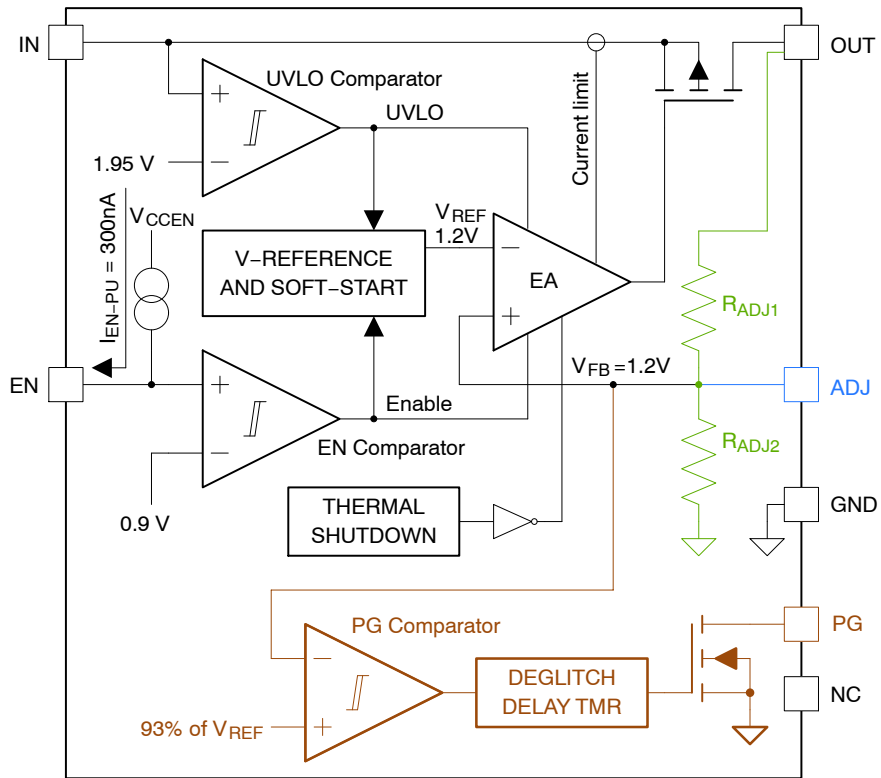 IN
OUT
UVLO Comparator
Current limit
+
UVLO
−
1.95 V
IEN−PU = 300nA
VCCEN
VREF
1.2V
−
V−REFERENCE
AND SOFT−START
EA
RADJ1
+
VFB =1.2V
EN
+
ADJ
Enable
EN Comparator
RADJ2
−
0.9 V
THERMAL
SHUTDOWN
GND
PG Comparator
PG
−
DEGLITCH
DELAY TMR
NC
93% of VREF
+